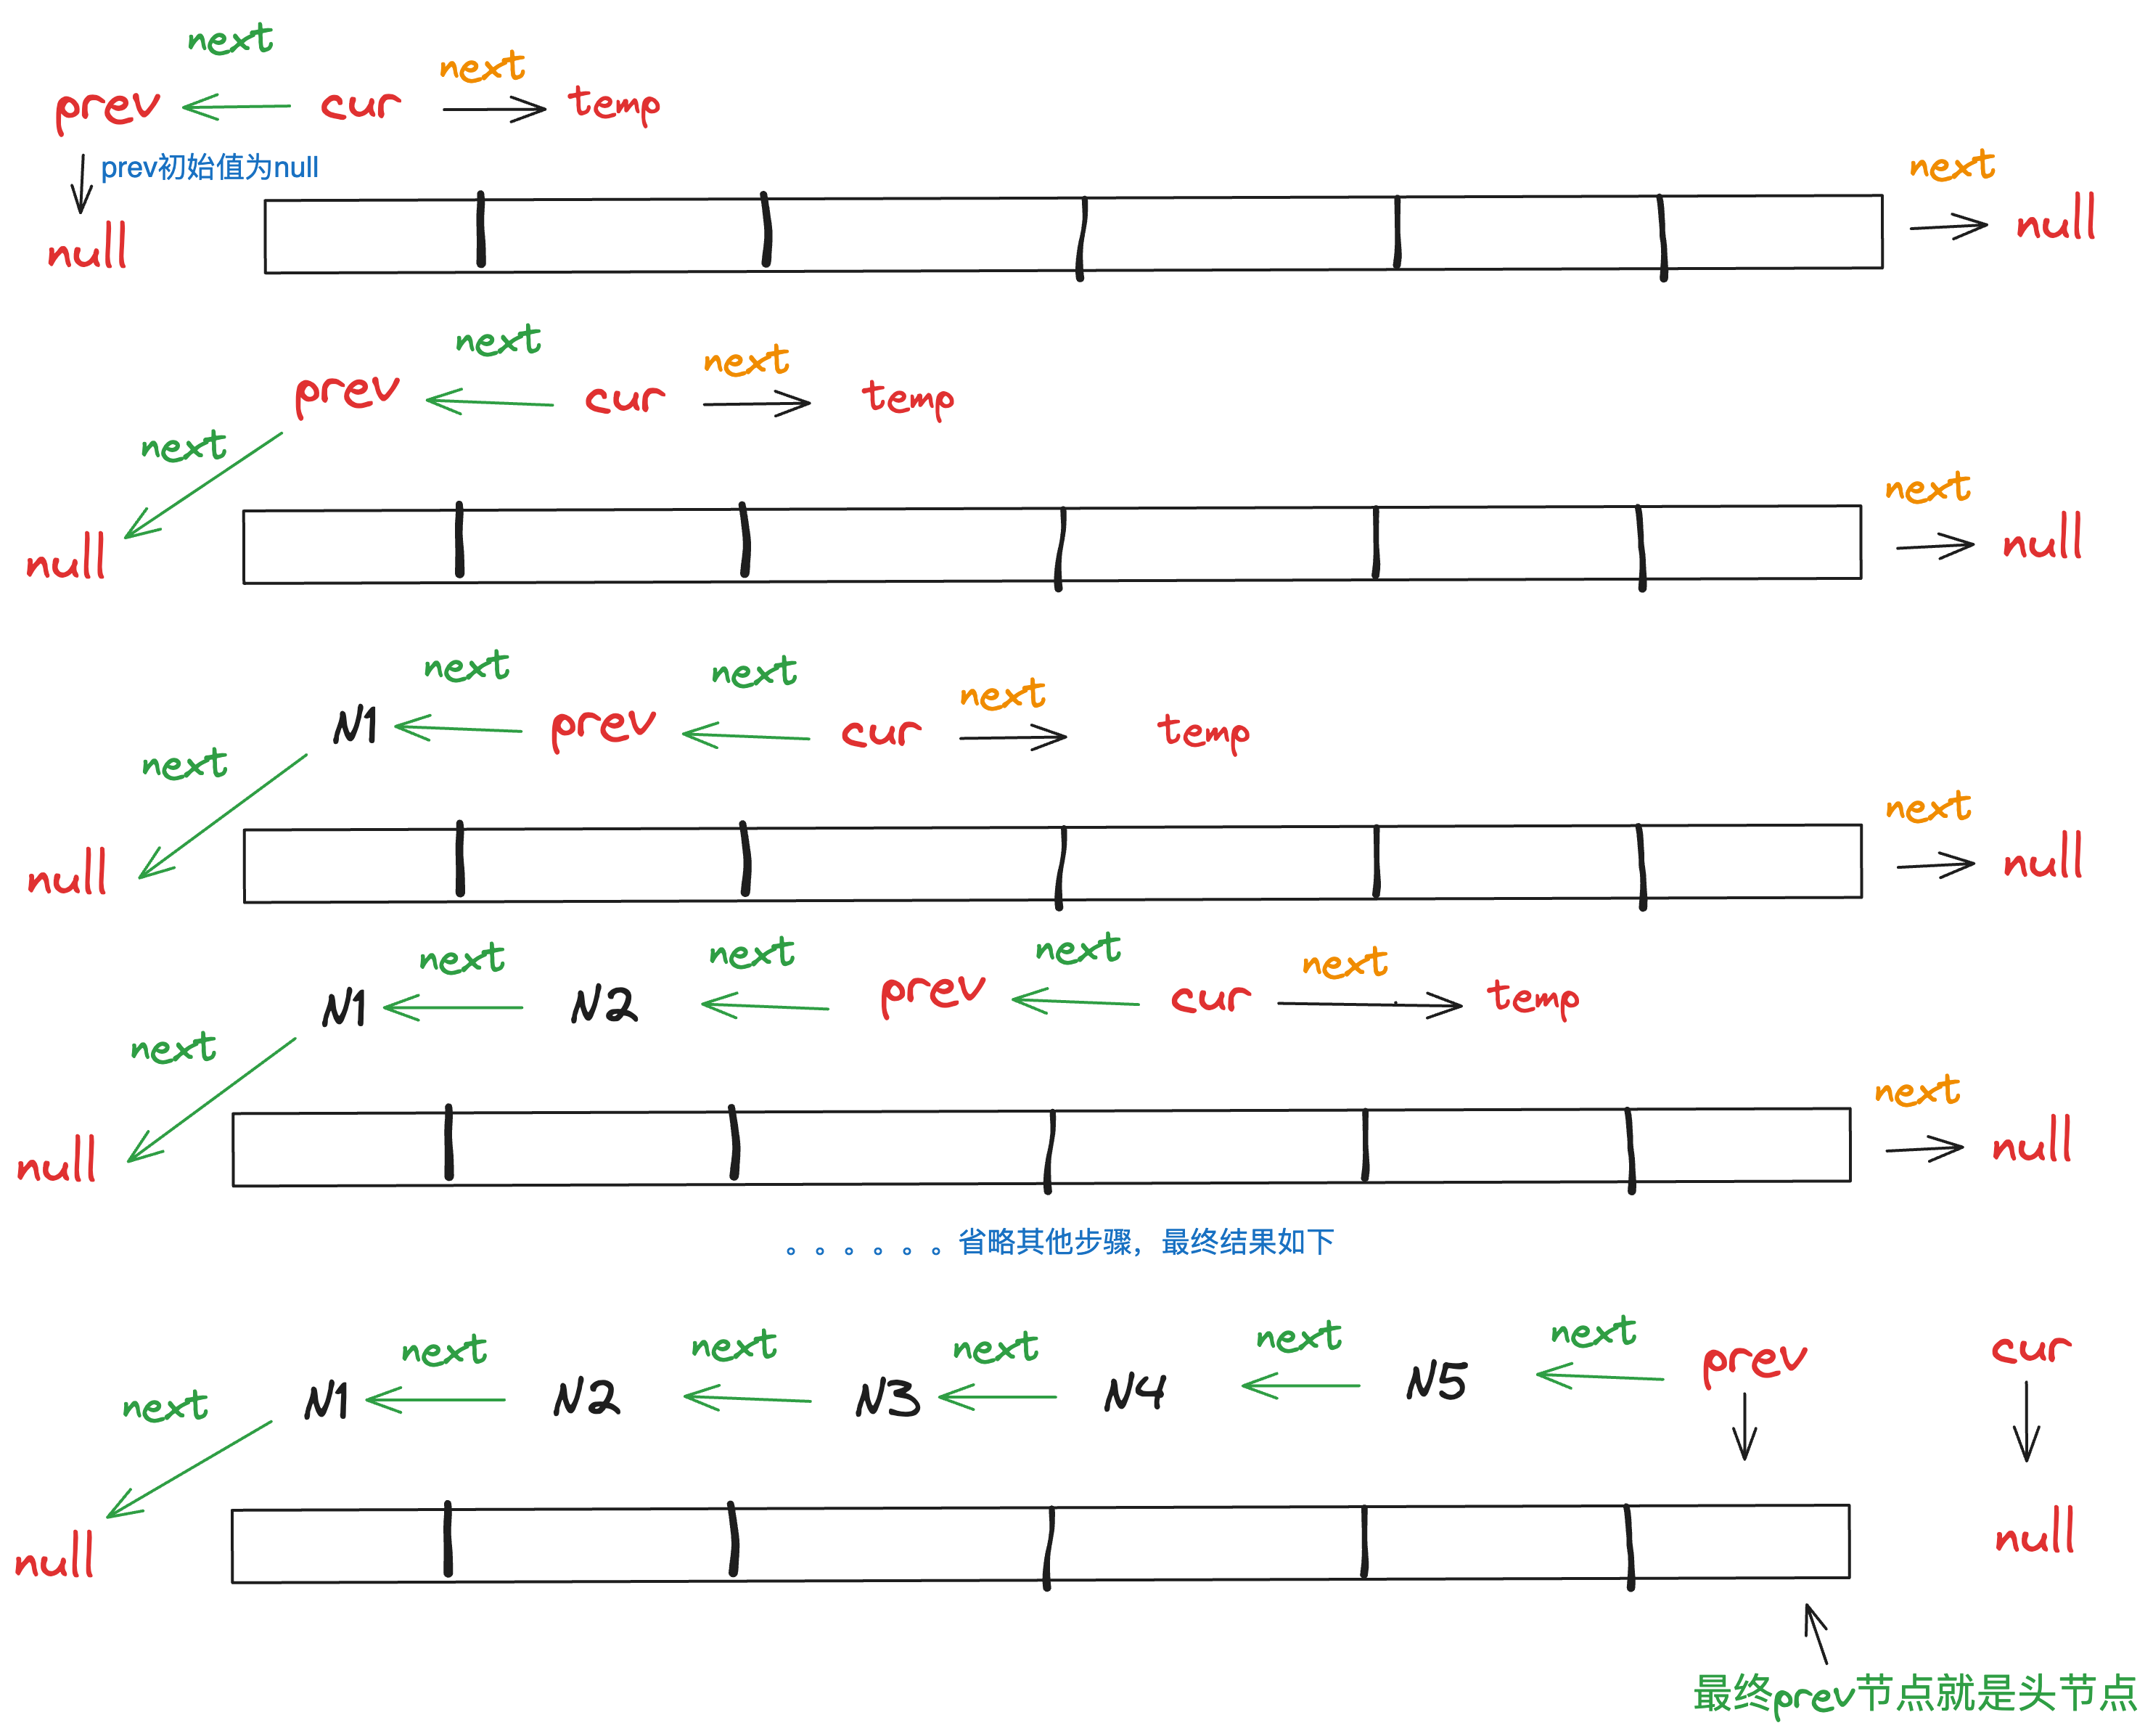 next
next
prev cur temp
prev初始值为null
next
null null
next
next
prev cur temp
next
next
null null
next next
next
N1 prev cur temp
next
next
null null
next next next next
N1 N2 prev cur temp
next
next
null null
。。。。。。省略其他步骤，最终结果如下
next next next next next
N1 N2 N3 N4 N5 prev cur
next
null null
最终prev节点就是头节点